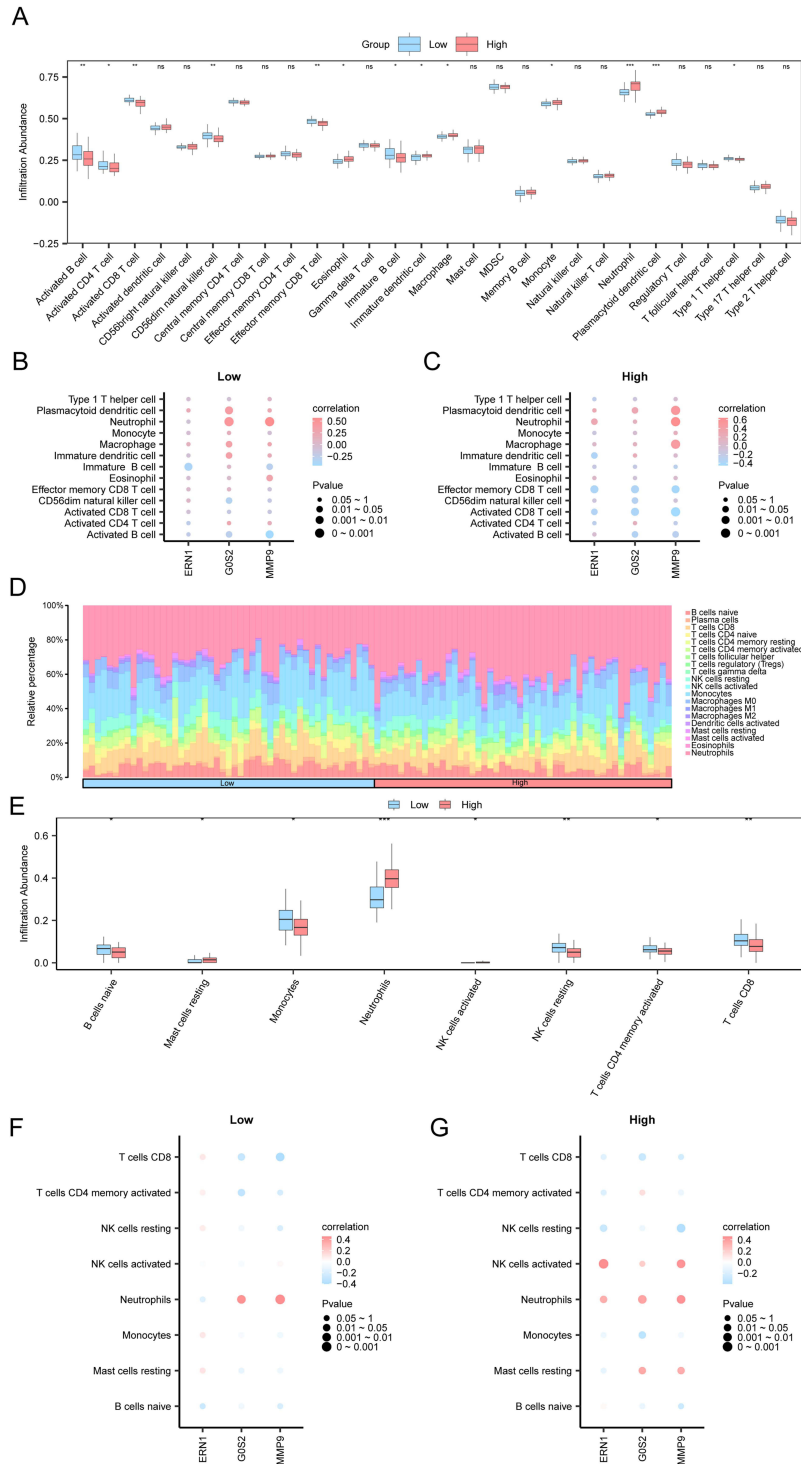 A
Group Low High
** * ** ns ns ** ns ns ns ** * ns * * * ns ns ns * ns ns *** *** ns ns * ns ns
Infiltration Abundance
0.75
0.50
0.25
0.00
−0.25
Activated B cell
Activated CD4 T cell
Activated CD8 T cell
Activated dendritic cell
CD56bright natural killer cell
CD56dim natural killer cell
Central memory CD4 T cell
Central memory CD8 T cell
Effector memory CD4 T cell
Effector memory CD8 T cell
Eosinophil
Gamma delta T cell
Immature B cell
Immature dendritic cell
Macrophage
Mast cell
MDSC
Memory B cell
Monocyte
Natural killer cell
Natural killer T cell
Neutrophil
Plasmacytoid dendritic cell
Regulatory T cell
T follicular helper cell
Type 1 T helper cell
Type 17 T helper cell
Type 2 T helper cell
B
Low
Type 1 T helper cell
Plasmacytoid dendritic cell
Neutrophil
Monocyte
Macrophage
Immature dendritic cell
Immature B cell
Eosinophil
Effector memory CD8 T cell
CD56dim natural killer cell
Activated CD8 T cell
Activated CD4 T cell
Activated B cell
ERN1
G0S2
MMP9
correlation
0.50
0.25
0.00
−0.25
Pvalue
0.05 ~ 1
0.01 ~ 0.05
0.001 ~ 0.01
0 ~ 0.001
C
High
Type 1 T helper cell
Plasmacytoid dendritic cell
Neutrophil
Monocyte
Macrophage
Immature dendritic cell
Immature B cell
Eosinophil
Effector memory CD8 T cell
CD56dim natural killer cell
Activated CD8 T cell
Activated CD4 T cell
Activated B cell
ERN1
G0S2
MMP9
correlation
0.6
0.4
0.2
0.0
−0.2
−0.4
Pvalue
0.05 ~ 1
0.01 ~ 0.05
0.001 ~ 0.01
0 ~ 0.001
D
Relative percentage
100%
80%
60%
40%
20%
0%
Low
High
B cells naive
Plasma cells
T cells CD8
T cells CD4 naive
T cells CD4 memory resting
T cells CD4 memory activated
T cells follicular helper
T cells regulatory (Tregs)
T cells gamma delta
NK cells resting
NK cells activated
Monocytes
Macrophages M0
Macrophages M1
Macrophages M2
Dendritic cells activated
Mast cells resting
Mast cells activated
Eosinophils
Neutrophils
E
Low High
* * * *** * ** * **
Infiltration Abundance
0.6
0.4
0.2
0.0
B cells naive
Mast cells resting
Monocytes
Neutrophils
NK cells activated
NK cells resting
T cells CD4 memory activated
T cells CD8
F
Low
T cells CD8
T cells CD4 memory activated
NK cells resting
NK cells activated
Neutrophils
Monocytes
Mast cells resting
B cells naive
ERN1
G0S2
MMP9
correlation
0.4
0.2
0.0
−0.2
−0.4
Pvalue
0.05 ~ 1
0.01 ~ 0.05
0.001 ~ 0.01
0 ~ 0.001
G
High
T cells CD8
T cells CD4 memory activated
NK cells resting
NK cells activated
Neutrophils
Monocytes
Mast cells resting
B cells naive
ERN1
G0S2
MMP9
correlation
0.4
0.2
0.0
−0.2
Pvalue
0.05 ~ 1
0.01 ~ 0.05
0.001 ~ 0.01
0 ~ 0.001